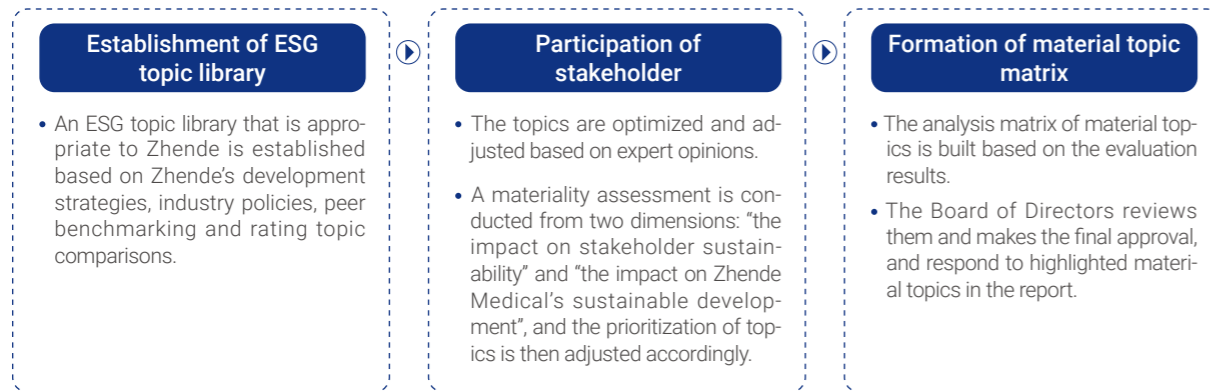 Establishment of ESG
topic library
• An ESG topic library that is appro-
priate to Zhende is established
based on Zhende's development
strategies, industry policies, peer
benchmarking and rating topic
comparisons.
Participation of
stakeholder
• The topics are optimized and ad-
justed based on expert opinions.
• A materiality assessment is con-
ducted from two dimensions: “the
impact on stakeholder sustain-
ability” and “the impact on Zhende
Medical’s sustainable develop-
ment”, and the prioritization of top-
ics is then adjusted accordingly.
Formation of material topic
matrix
• The analysis matrix of material top-
ics is built based on the evaluation
results.
• The Board of Directors reviews
them and makes the final approval,
and respond to highlighted materi-
al topics in the report.